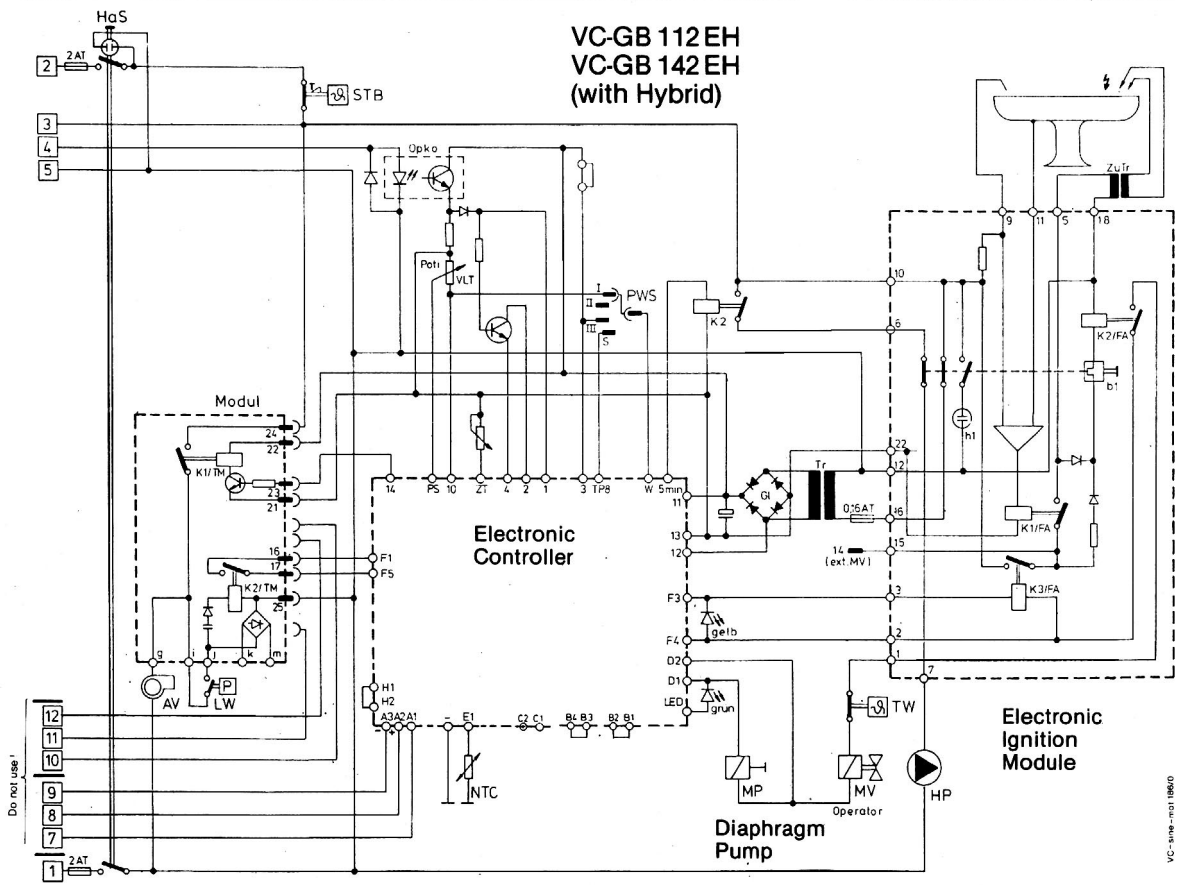 HaS
VC-GB 112 EH
VC-GB 142 EH
(with Hybrid)
2 2AT
STB
3
4
5
Opko
ZüTr
9 11 5 18
Poti
VLT
I
II
III
S
PWS
K2
10
6
K2/FA
b1
h1
Modul
24
22
K1/TM
23
21
16
17
K2/TM
25
g i j k m
AV
LW
P
14 PS 10 ZT 4 2 1 3 TP8 W 5min
11
13
12
Electronic
Controller
F1
F5
F3
F4
D2
D1
LED
H1
H2
A3 A2 A1
- +
- E1 C2 C1 B4 B3 B2 B1
NTC
Gl
Tr
0,16AT
22
12
16
15
14
(ext.MV)
K1/FA
K3/FA
3
2
1
7
gelb
grun
TW
MP
MV
HP
Operator
Diaphragm
Pump
Electronic
Ignition
Module
Do not use!
12
11
10
9
8
7
1 2AT
VC-sine-mot 186/0